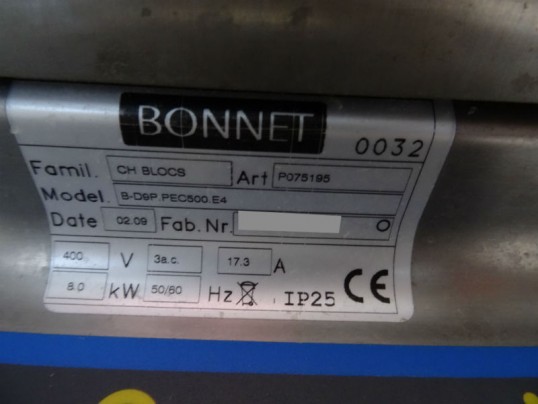 BONNET
0032
Famil. CH BLOCS Art P075195
Model. B-D9P PEC500.E4
Date 02.09 Fab. Nr. O
400 V 3a.c. 17.3 A
8.0 kW 50/60 Hz IP25 CE